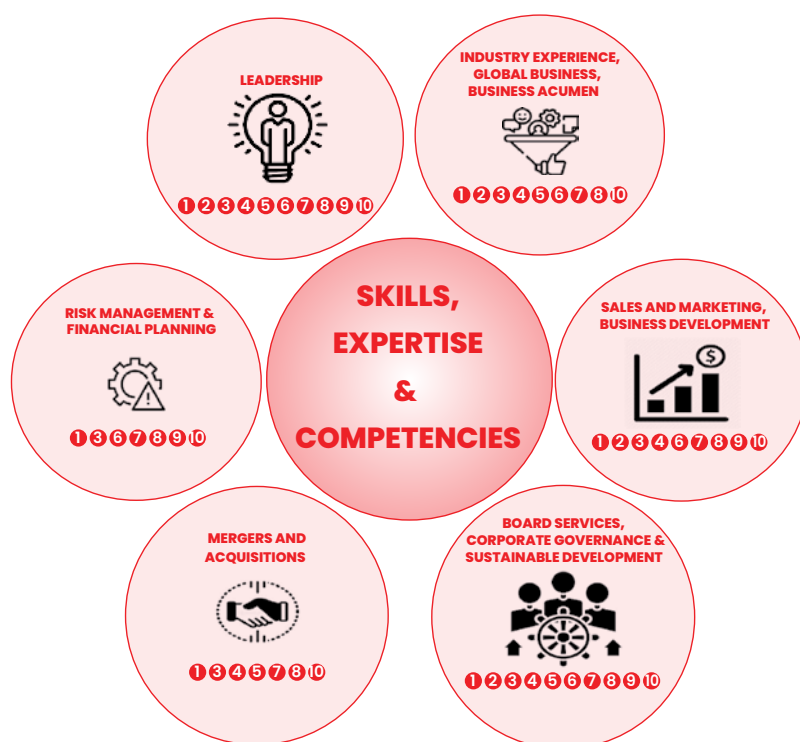 LEADERSHIP
1 2 3 4 5 6 7 8 9 10
INDUSTRY EXPERIENCE,
GLOBAL BUSINESS,
BUSINESS ACUMEN
1 2 3 4 5 6 7 8 10
SKILLS,
EXPERTISE
&
COMPETENCIES
RISK MANAGEMENT &
FINANCIAL PLANNING
1 3 6 7 8 9 10
SALES AND MARKETING,
BUSINESS DEVELOPMENT
$
1 2 3 4 6 7 8 9 10
MERGERS AND
ACQUISITIONS
1 3 4 5 7 8 10
BOARD SERVICES,
CORPORATE GOVERNANCE &
SUSTAINABLE DEVELOPMENT
1 2 3 4 5 6 7 8 9 10